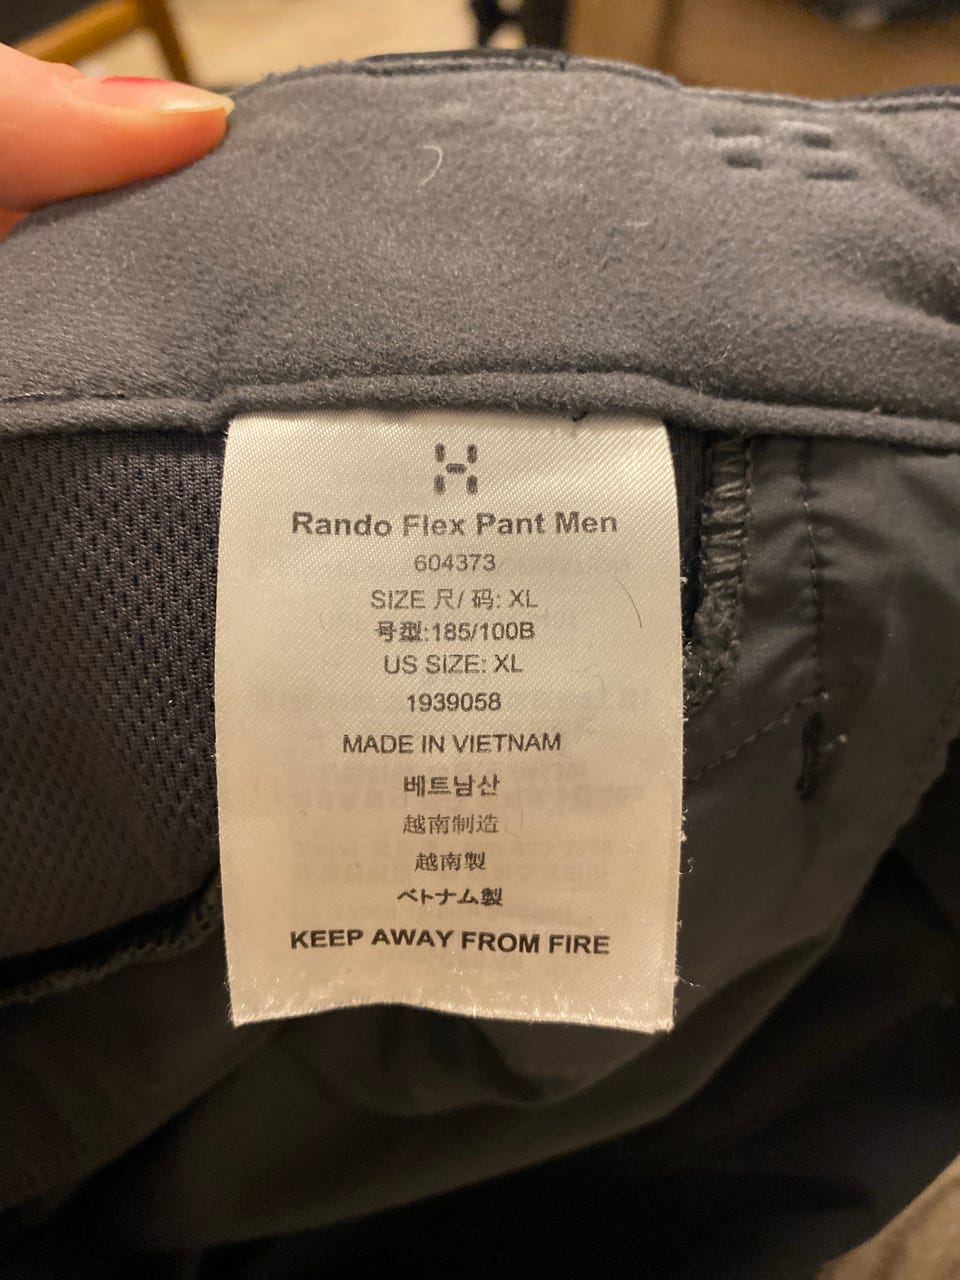 Rando Flex Pant Men
604373
SIZE 尺/ 码: XL
号型:185/100B
US SIZE: XL
1939058
MADE IN VIETNAM
베트남산
越南制造
越南製
ベトナム製
KEEP AWAY FROM FIRE